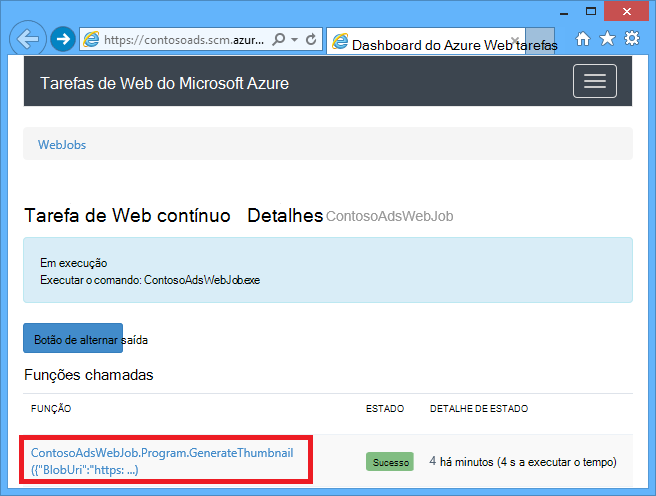 https://contosoads.scm.azur...
Dashboard do Azure Web tarefas
Tarefas de Web do Microsoft Azure
WebJobs
Tarefa de Web contínuo Detalhes ContosoAdsWebJob
Em execução
Executar o comando: ContosoAdsWebJob.exe
Botão de alternar saída
Funções chamadas
FUNÇÃO ESTADO DETALHE DE ESTADO
ContosoAdsWebJob.Program.GenerateThumbnail
({"BlobUri":"https: ...)
Sucesso
4 há minutos (4 s a executar o tempo)